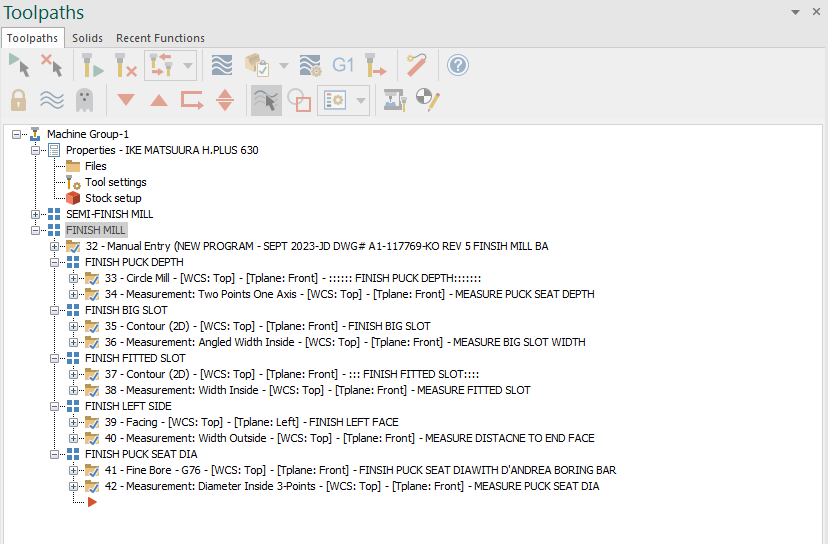 Toolpaths
Toolpaths Solids Recent Functions
G1
Machine Group-1
Properties - IKE MATSUURA H.PLUS 630
Files
Tool settings
Stock setup
SEMI-FINISH MILL
FINISH MILL
32 - Manual Entry (NEW PROGRAM - SEPT 2023-JD DWG# A1-117769-KO REV 5 FINSIH MILL BA
FINISH PUCK DEPTH
33 - Circle Mill - [WCS: Top] - [Tplane: Front] - :::::: FINISH PUCK DEPTH:::::::
34 - Measurement: Two Points One Axis - [WCS: Top] - [Tplane: Front] - MEASURE PUCK SEAT DEPTH
FINISH BIG SLOT
35 - Contour (2D) - [WCS: Top] - [Tplane: Front] - FINISH BIG SLOT
36 - Measurement: Angled Width Inside - [WCS: Top] - [Tplane: Front] - MEASURE BIG SLOT WIDTH
FINISH FITTED SLOT
37 - Contour (2D) - [WCS: Top] - [Tplane: Front] - ::: FINISH FITTED SLOT::::
38 - Measurement: Width Inside - [WCS: Top] - [Tplane: Front] - MEASURE FITTED SLOT
FINISH LEFT SIDE
39 - Facing - [WCS: Top] - [Tplane: Left] - FINISH LEFT FACE
40 - Measurement: Width Outside - [WCS: Top] - [Tplane: Front] - MEASURE DISTACNE TO END FACE
FINISH PUCK SEAT DIA
41 - Fine Bore - G76 - [WCS: Top] - [Tplane: Front] - FINSIH PUCK SEAT DIAWITH D'ANDREA BORING BAR
42 - Measurement: Diameter Inside 3-Points - [WCS: Top] - [Tplane: Front] - MEASURE PUCK SEAT DIA